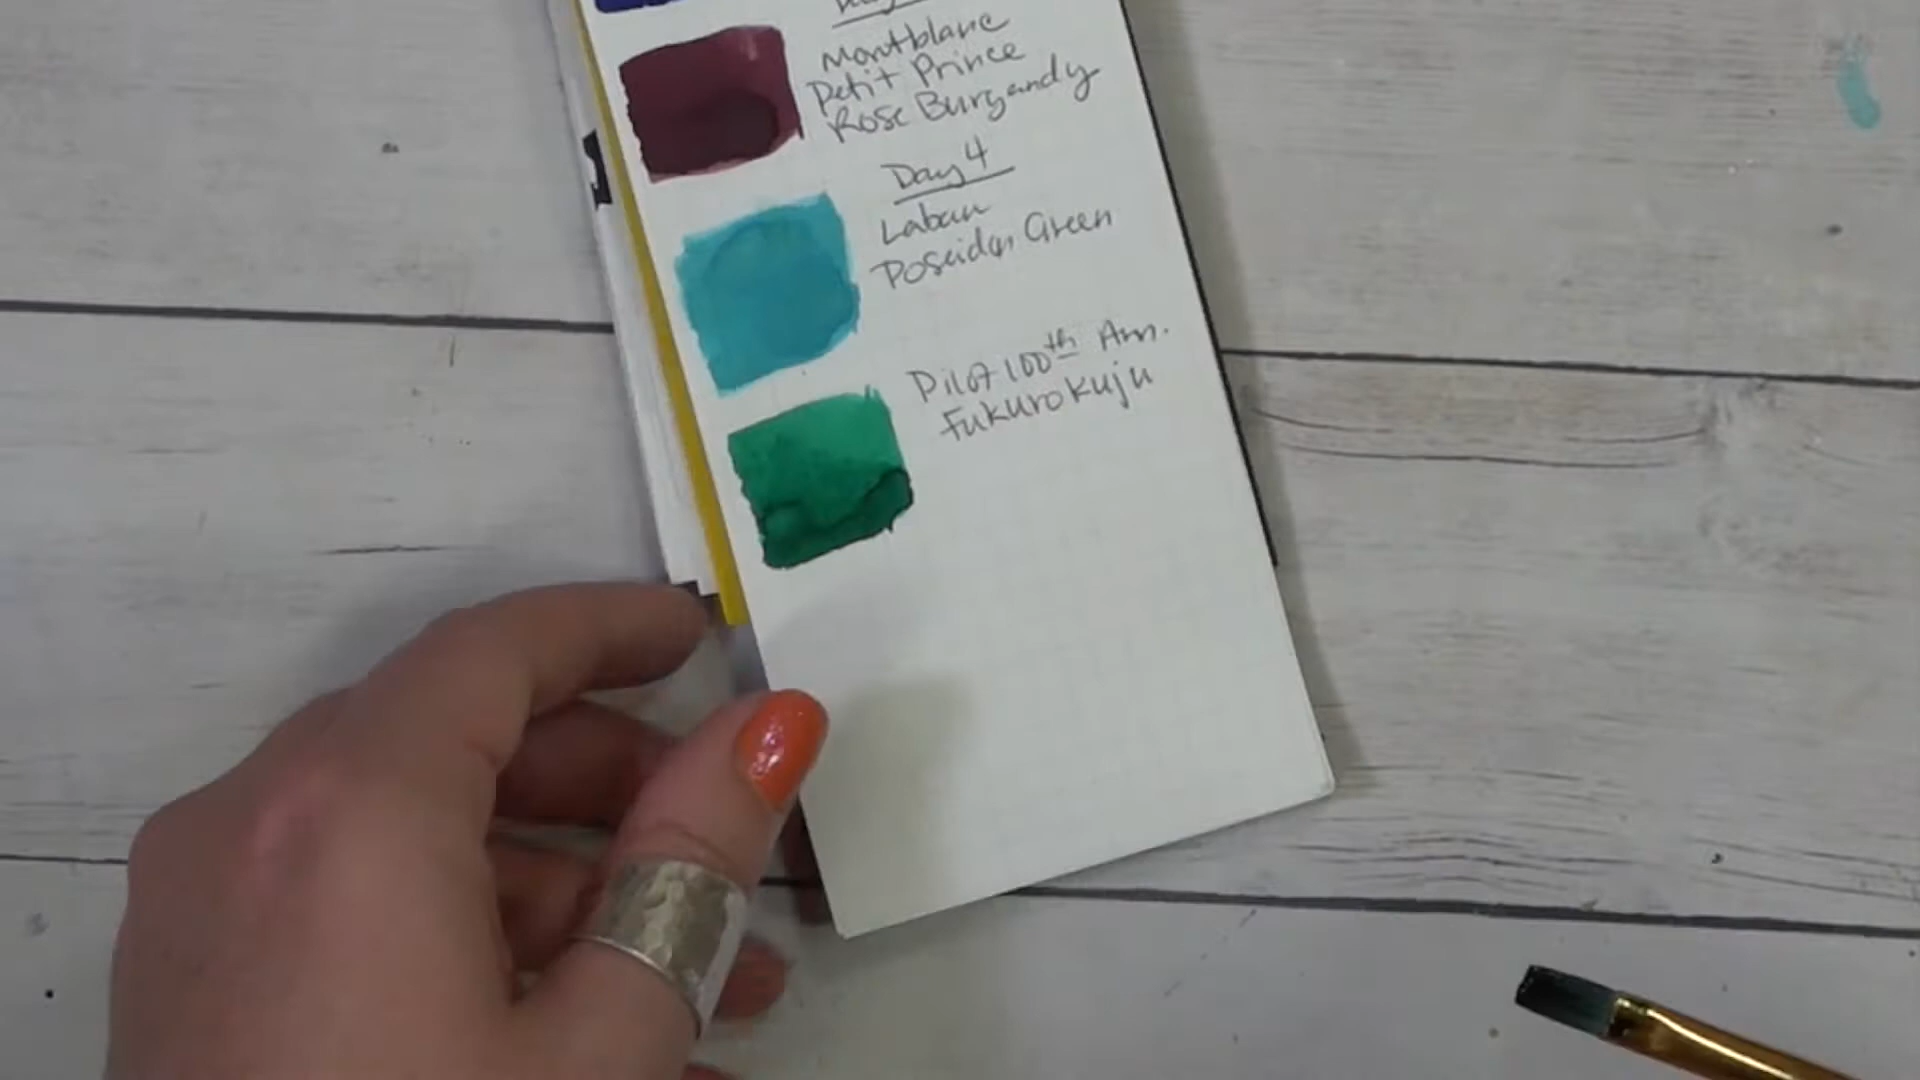 Montblanc
Petit Prince
Rose Burgandy
Day 4
Laban
Poseidon Green
Pilot 100th Ann.
Fukurokuju